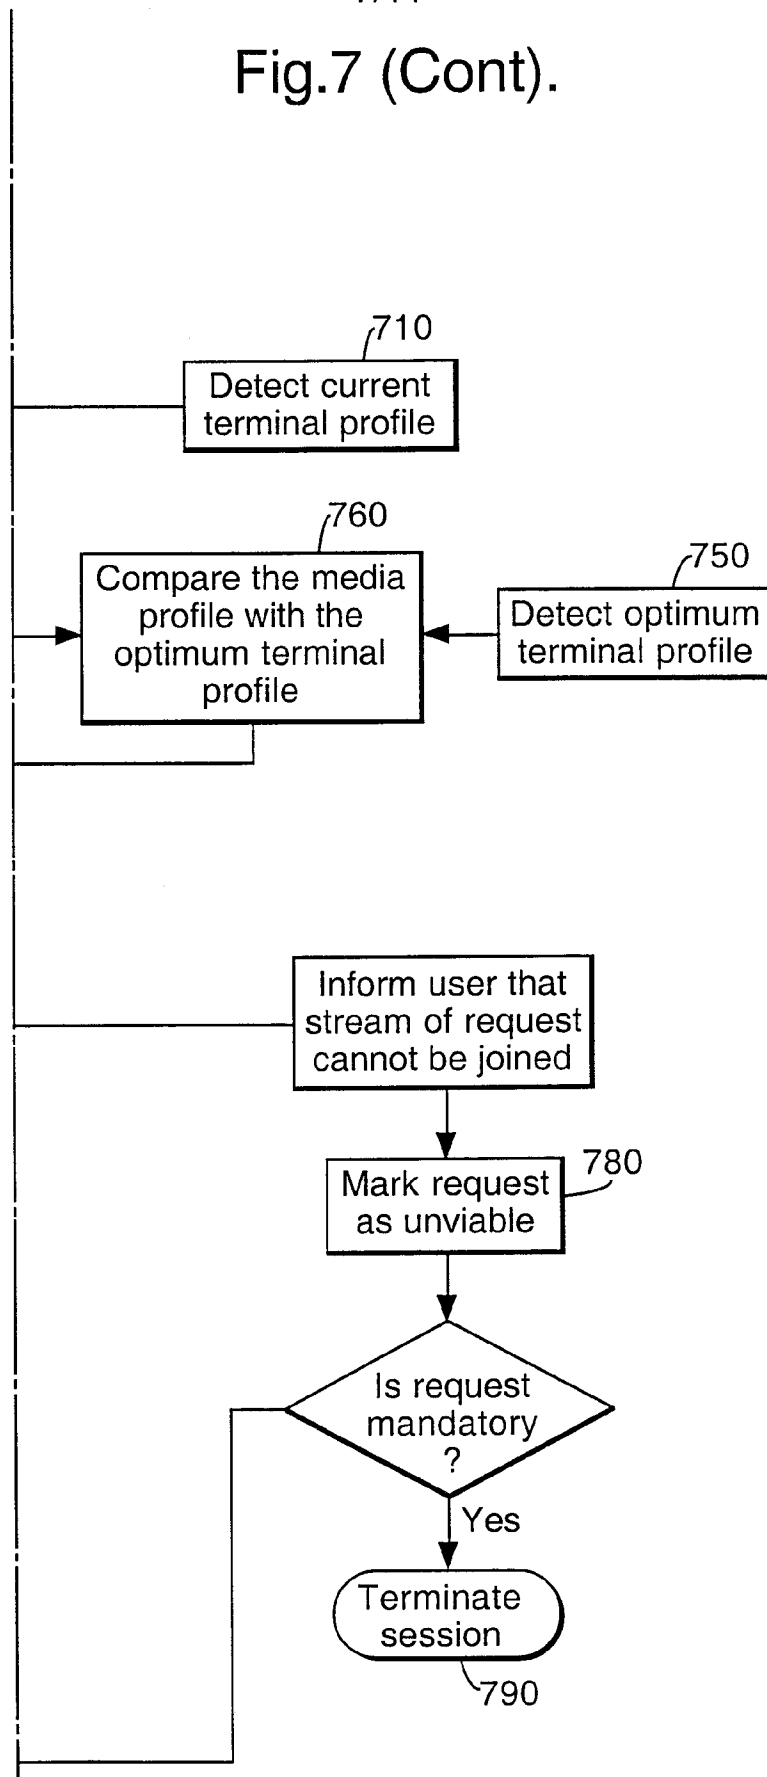 Fig.7 (Cont).
710
Detect current
terminal profile
760
Compare the media
profile with the
optimum terminal
profile
750
Detect optimum
terminal profile
Inform user that
stream of request
cannot be joined
Mark request
as unviable
780
Is request
mandatory
?
Yes
Terminate
session
790